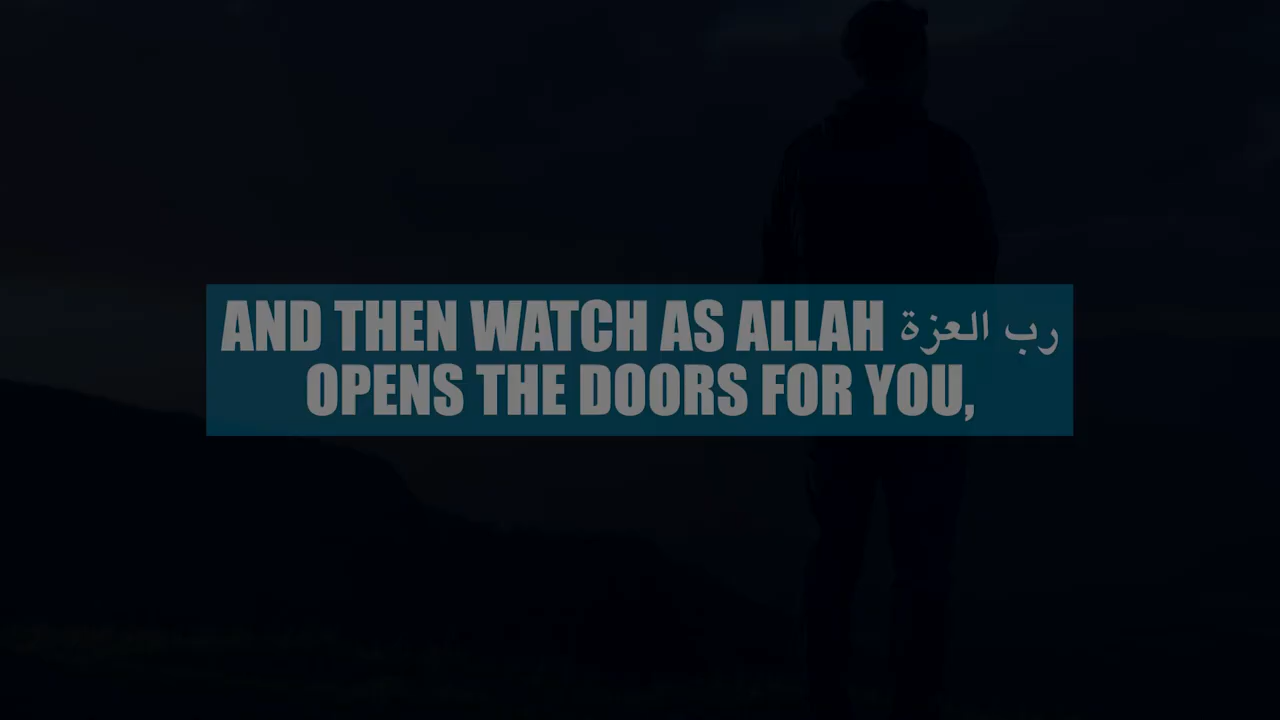 AND THEN WATCH AS ALLAH رب العزة
OPENS THE DOORS FOR YOU,